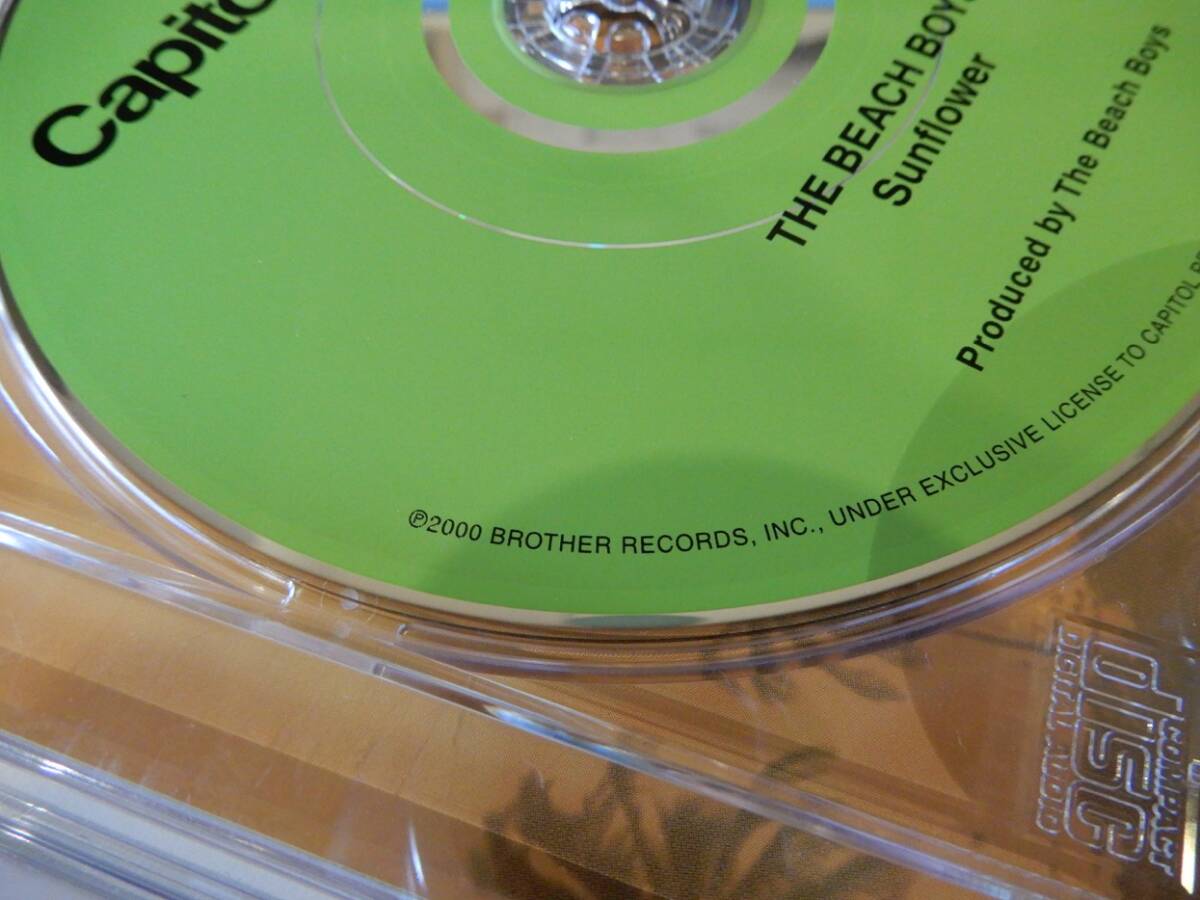 Capito
THE BEACH BOYS
Sunflower
Produced by The Beach Boys
℗2000 BROTHER RECORDS, INC., UNDER EXCLUSIVE LICENSE TO CAPITOL
COMPACT
disc
DIGITAL AUDIO